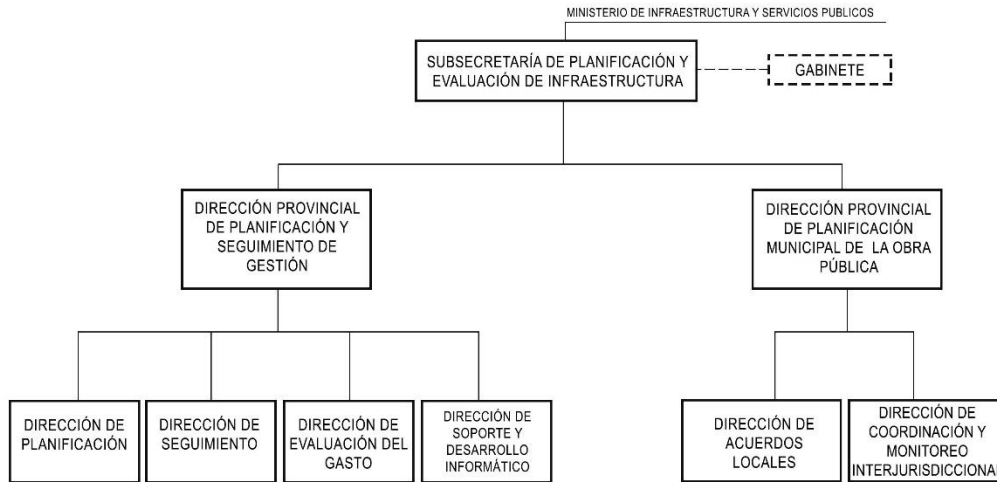 MINISTERIO DE INFRAESTRUCTURA Y SERVICIOS PUBLICOS
SUBSECRETARÍA DE PLANIFICACIÓN Y
EVALUACIÓN DE INFRAESTRUCTURA
GABINETE
DIRECCIÓN PROVINCIAL
DE PLANIFICACIÓN Y
SEGUIMIENTO DE
GESTIÓN
DIRECCIÓN PROVINCIAL
DE PLANIFICACIÓN
MUNICIPAL DE LA OBRA
PÚBLICA
DIRECCIÓN DE
PLANIFICACIÓN
DIRECCIÓN DE
SEGUIMIENTO
DIRECCIÓN DE
EVALUACIÓN DEL
GASTO
DIRECCIÓN DE
SOPORTE Y
DESARROLLO
INFORMÁTICO
DIRECCIÓN DE
ACUERDOS
LOCALES
DIRECCIÓN DE
COORDINACIÓN Y
MONITOREO
INTERJURISDICCIONAL